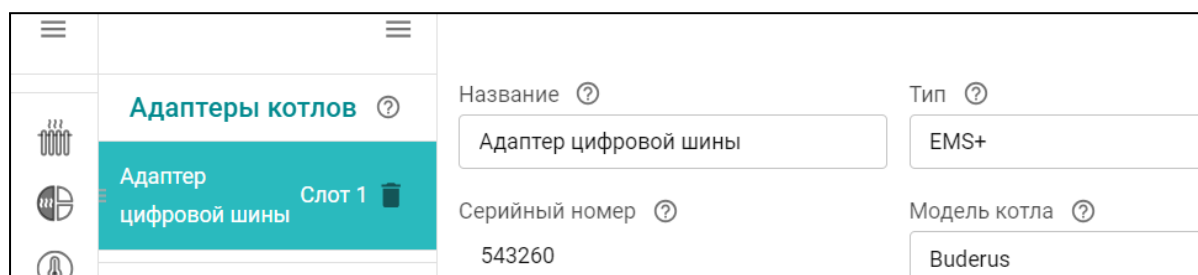 Адаптеры котлов
Адаптер
цифровой шины
Слот 1
Название
Адаптер цифровой шины
Тип
EMS+
Серийный номер
543260
Модель котла
Buderus